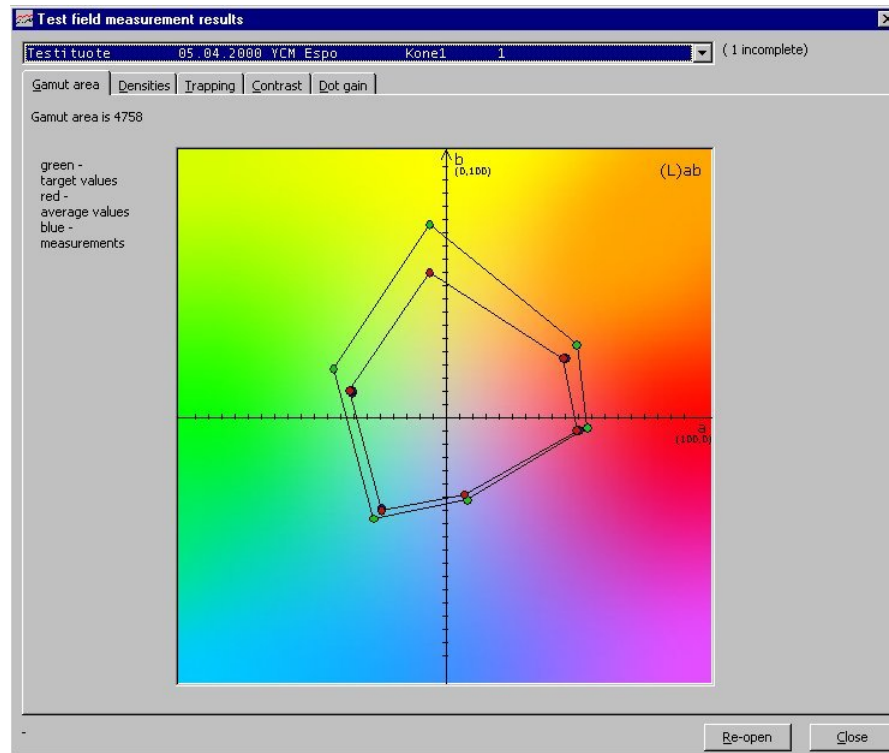 Test field measurement results
Testituote 05.04.2000 YCM Espo Kone1 1
( 1 incomplete)
Gamut area Densities Trapping Contrast Dot gain
Gamut area is 4758
green -
target values
red -
average values
blue -
measurements
b
(0,100)
(L)ab
a
(100,0)
-
Re-open Close